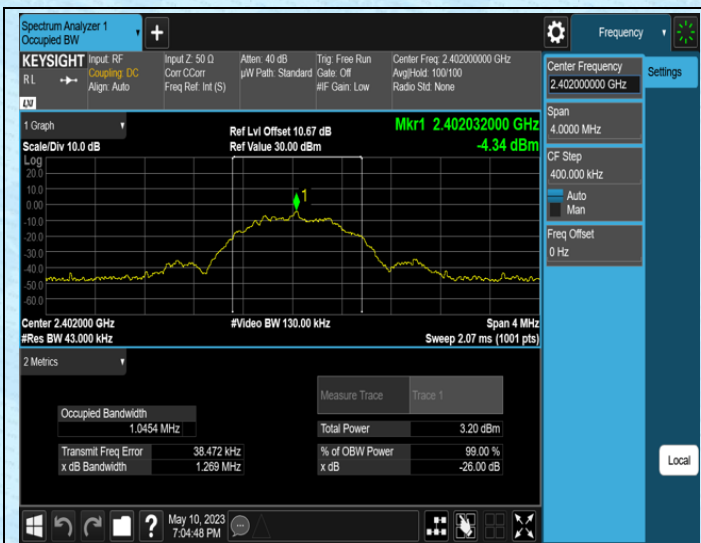 Spectrum Analyzer 1
Occupied BW
Frequency
KEYSIGHT
R L
LXI
Input: RF
Coupling: DC
Align: Auto
Input Z: 50 Ω
Corr CCorr
Freq Ref: Int (S)
Atten: 40 dB
µW Path: Standard
Trig: Free Run
Gate: Off
#IF Gain: Low
Center Freq: 2.402000000 GHz
Avg|Hold: 100/100
Radio Std: None
Center Frequency
2.402000000 GHz
Settings
Span
4.0000 MHz
CF Step
400.000 kHz
Auto
Man
Freq Offset
0 Hz
1 Graph
Scale/Div 10.0 dB
Ref Lvl Offset 10.67 dB
Ref Value 30.00 dBm
Mkr1 2.402032000 GHz
-4.34 dBm
Log
20.0
10.0
0.00
-10.0
-20.0
-30.0
-40.0
-50.0
-60.0
1
Center 2.402000 GHz
#Res BW 43.000 kHz
#Video BW 130.00 kHz
Span 4 MHz
Sweep 2.07 ms (1001 pts)
2 Metrics
Measure Trace
Trace 1
Occupied Bandwidth
1.0454 MHz
Total Power
3.20 dBm
Transmit Freq Error
38.472 kHz
% of OBW Power
99.00 %
x dB Bandwidth
1.269 MHz
x dB
-26.00 dB
Local
?
May 10, 2023
7:04:48 PM